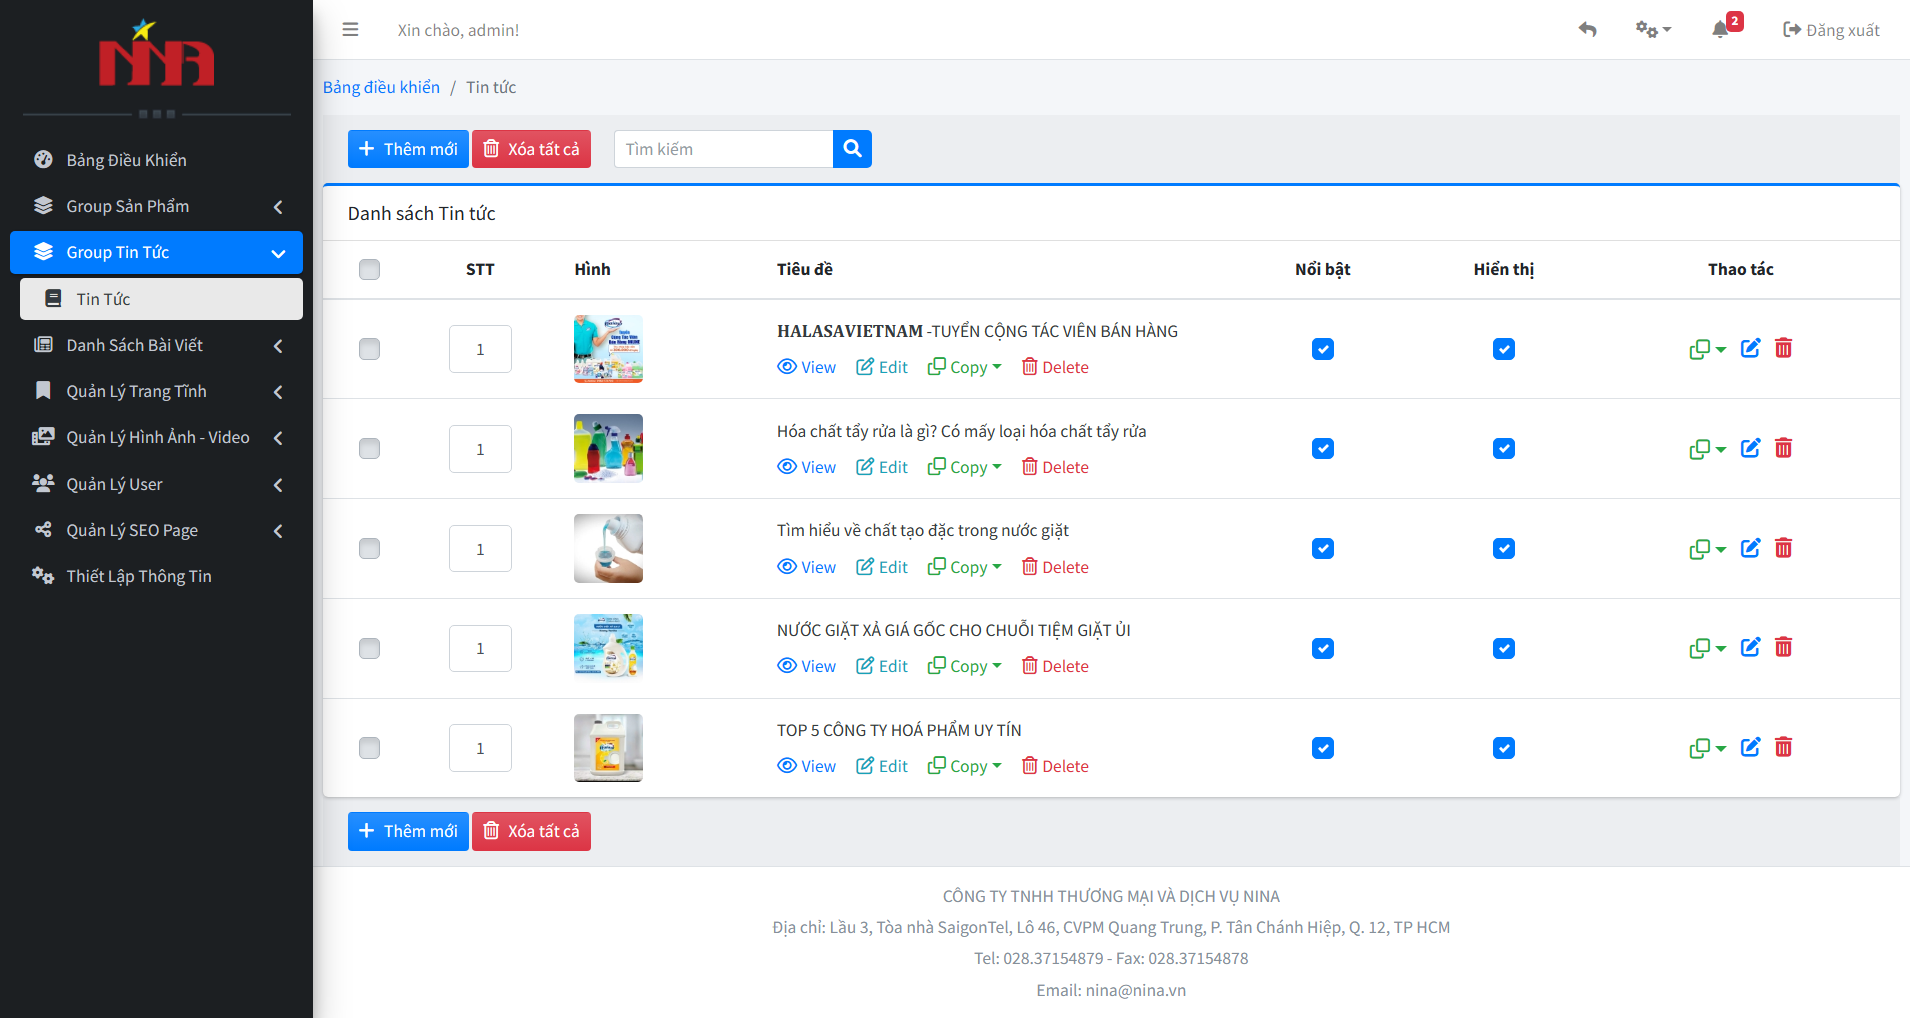 NINA
Xin chào, admin!
2
Đăng xuất
Bảng điều khiển / Tin tức
Bảng Điều Khiển
Group Sản Phẩm
Group Tin Tức
Tin Tức
Danh Sách Bài Viết
Quản Lý Trang Tĩnh
Quản Lý Hình Ảnh - Video
Quản Lý User
Quản Lý SEO Page
Thiết Lập Thông Tin
Thêm mới Xóa tất cả Tìm kiếm
Danh sách Tin tức
STT Hình Tiêu đề Nổi bật Hiển thị Thao tác
1 HALASAVIETNAM -TUYỂN CỘNG TÁC VIÊN BÁN HÀNG
View Edit Copy Delete
1 Hóa chất tẩy rửa là gì? Có mấy loại hóa chất tẩy rửa
View Edit Copy Delete
1 Tìm hiểu về chất tạo đặc trong nước giặt
View Edit Copy Delete
1 NƯỚC GIẶT XẢ GIÁ GỐC CHO CHUỖI TIỆM GIẶT ỦI
View Edit Copy Delete
1 TOP 5 CÔNG TY HOÁ PHẨM UY TÍN
View Edit Copy Delete
Thêm mới Xóa tất cả
CÔNG TY TNHH THƯƠNG MẠI VÀ DỊCH VỤ NINA
Địa chỉ: Lầu 3, Tòa nhà SaigonTel, Lô 46, CVPM Quang Trung, P. Tân Chánh Hiệp, Q. 12, TP HCM
Tel: 028.37154879 - Fax: 028.37154878
Email: nina@nina.vn